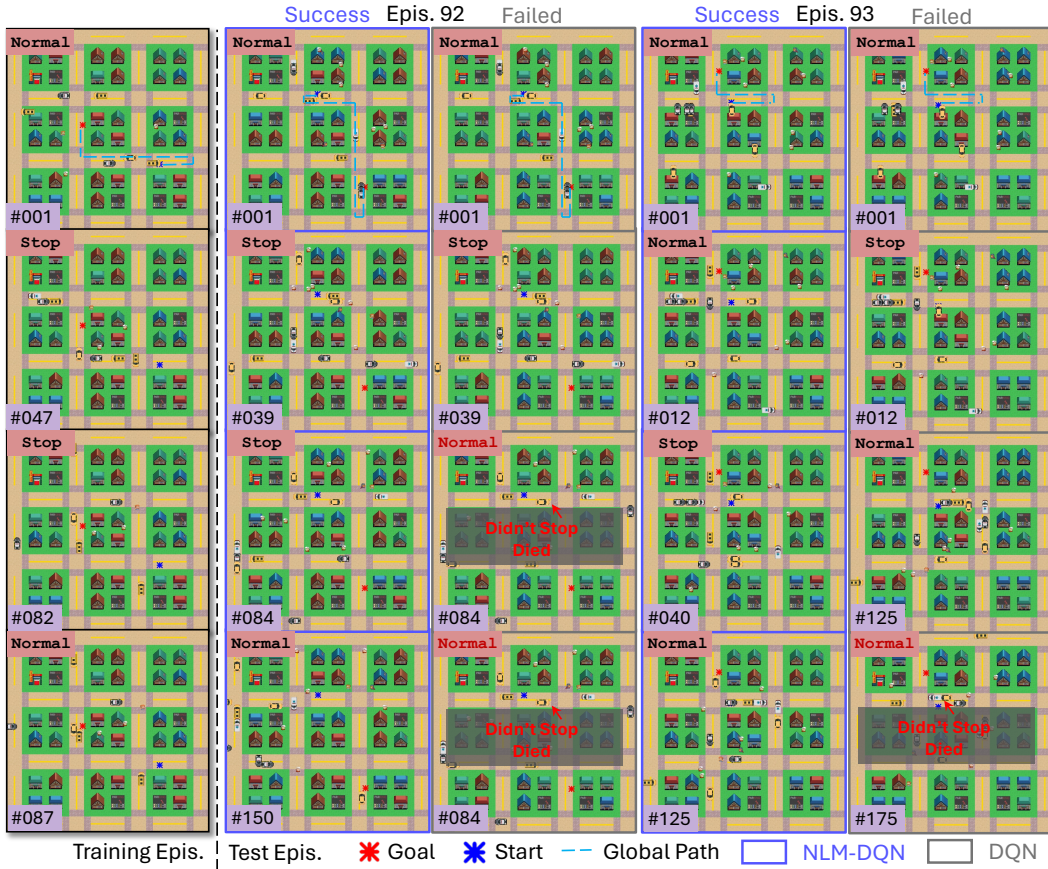 Success Epis. 92 Failed Success Epis. 93 Failed
Normal Normal Normal Normal Normal
#001 #001 #001 #001 #001
Stop Stop Stop Normal Stop
#047 #039 #039 #012 #012
Stop Stop Normal Stop Normal
Didn't Stop
Died
#082 #084 #084 #040 #125
Normal Normal Normal Normal Normal
Didn't Stop Didn't Stop
Died Died
#087 #150 #084 #125 #175
Training Epis. Test Epis. Goal Start Global Path NLM-DQN DQN